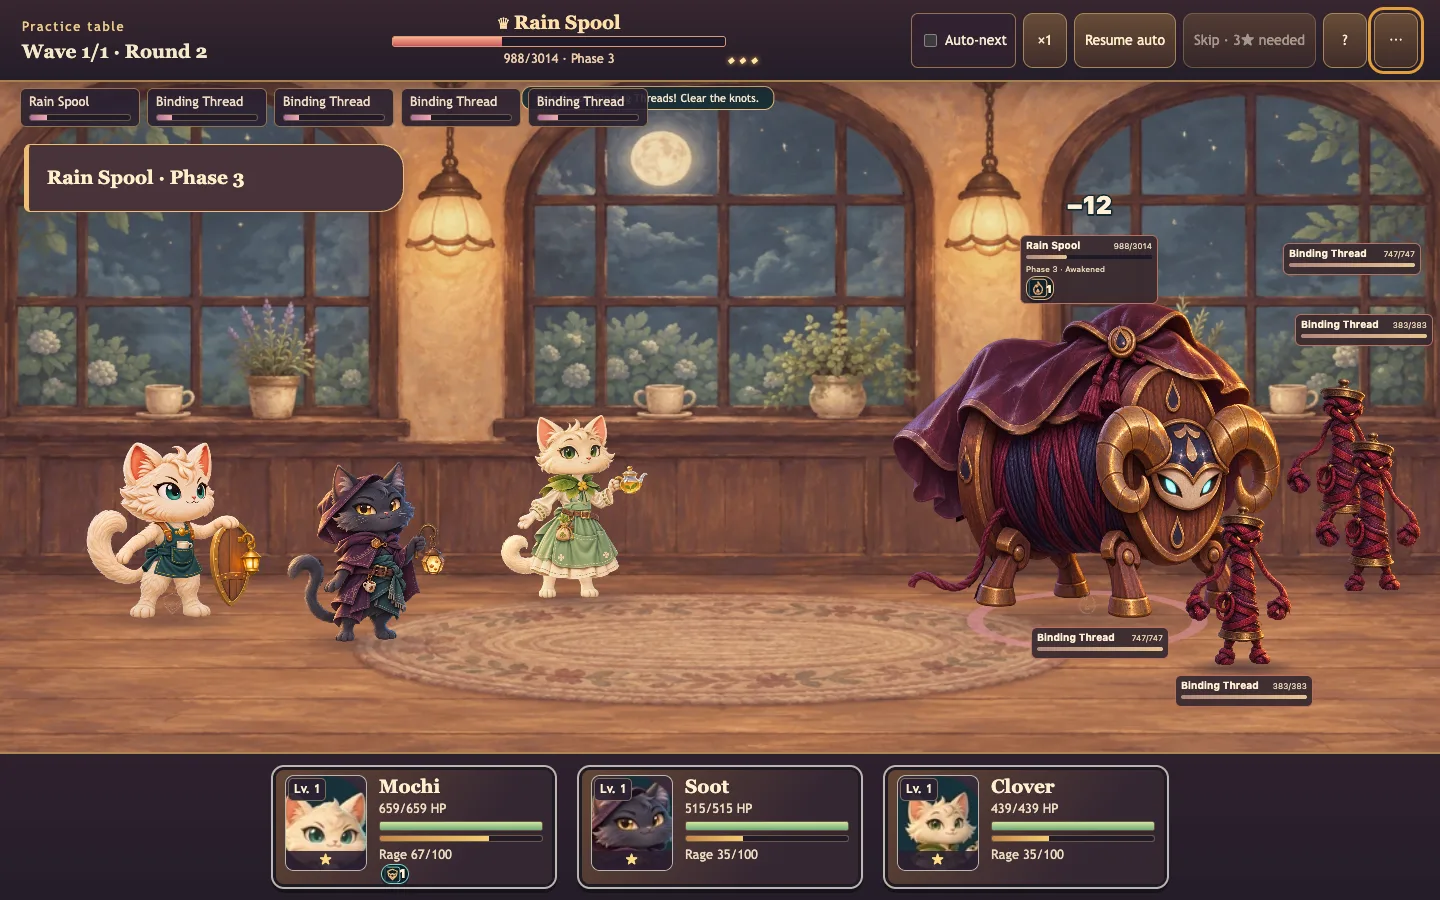 Practice table
Wave 1/1 · Round 2
♛ Rain Spool
988/3014 · Phase 3
Auto-next
×1
Resume auto
Skip · 3★ needed
?
...
Rain Spool
Binding Thread
Binding Thread
Binding Thread
Binding Thread
Threads! Clear the knots.
Rain Spool · Phase 3
−12
Rain Spool 988/3014
Phase 3 · Awakened
1
Binding Thread 747/747
Binding Thread 383/383
Binding Thread 747/747
Binding Thread 383/383
Lv. 1
Mochi
659/659 HP
Rage 67/100
1
Lv. 1
Soot
515/515 HP
Rage 35/100
Lv. 1
Clover
439/439 HP
Rage 35/100